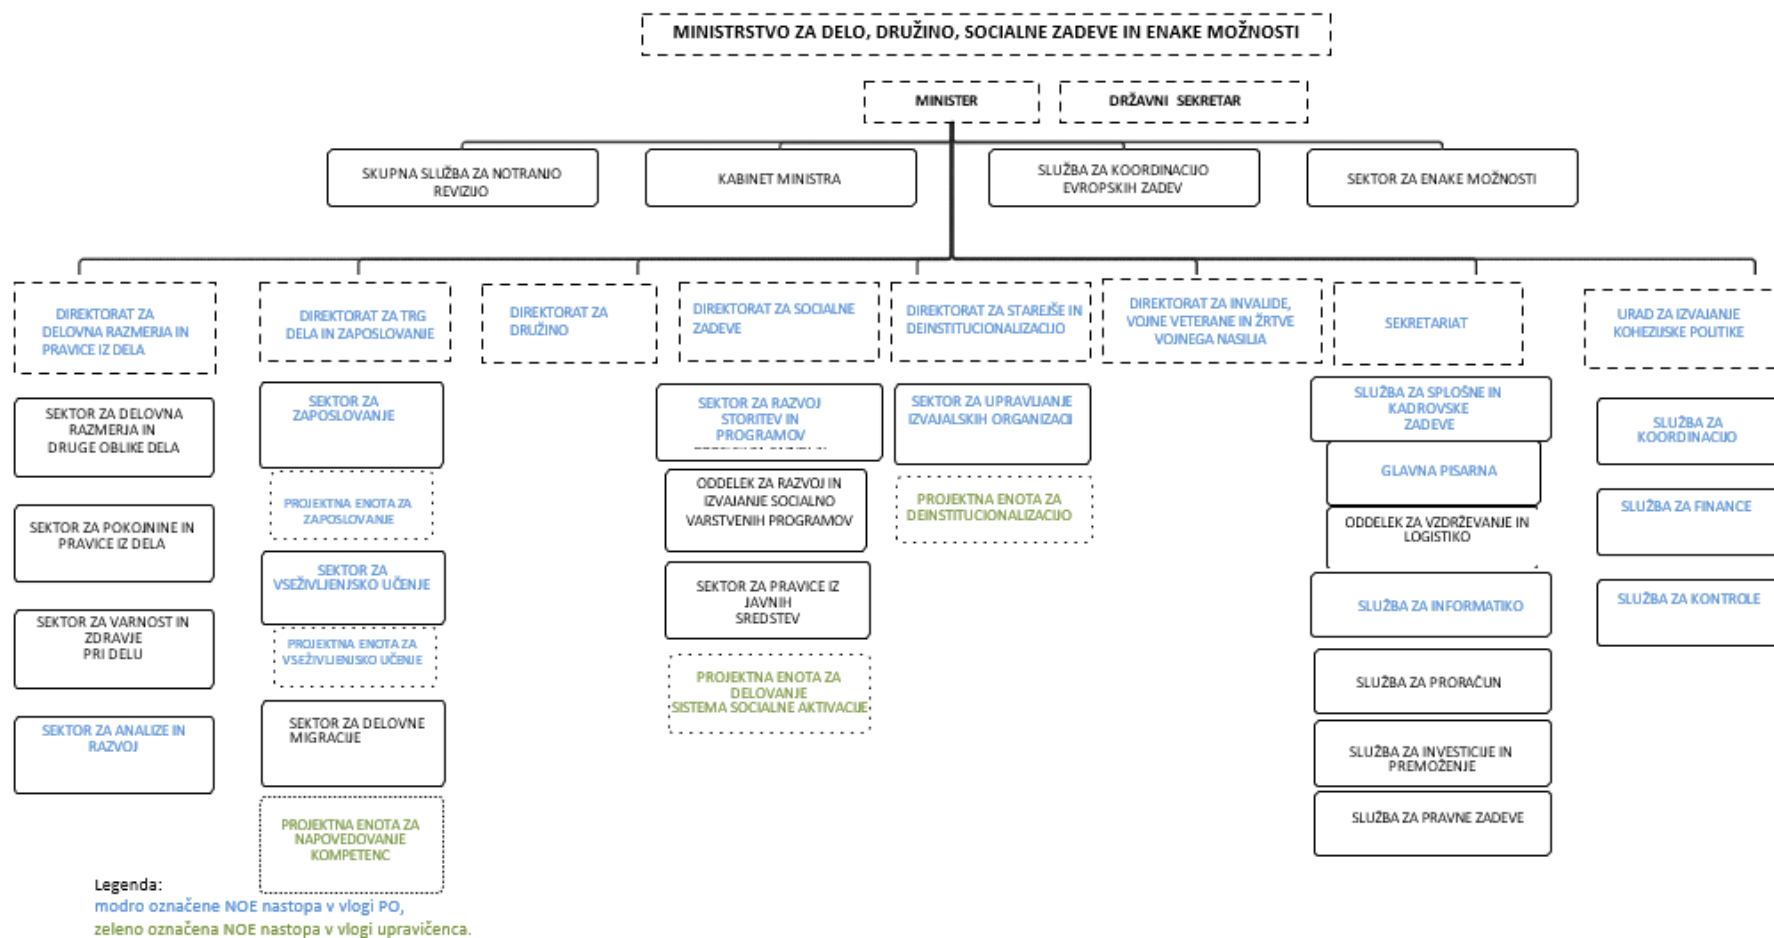 MINISTRSTVO ZA DELO, DRUŽINO, SOCIALNE ZADEVE IN ENAKE MOŽNOSTI
MINISTER
DRŽAVNI SEKRETAR
SKUPNA SLUŽBA ZA NOTRANJO
REVIZIJO
KABINET MINISTRA
SLUŽBA ZA KOORDINACIJO
EVROPSKIH ZADEV
SEKTOR ZA ENAKE MOŽNOSTI
DIREKTORAT ZA
DELOVNA RAZMERJA IN
PRAVICE IZ DELA
SEKTOR ZA DELOVNA
RAZMERJA IN
DRUGE OBLIKE DELA
SEKTOR ZA POKOJNINE IN
PRAVICE IZ DELA
SEKTOR ZA VARNOST IN
ZDRAVJE
PRI DELU
SEKTOR ZA ANALIZE IN
RAZVOJ
DIREKTORAT ZA TRG
DELA IN ZAPOSLOVANJE
SEKTOR ZA
ZAPOSLOVANJE
PROJEKTNA ENOTA ZA
ZAPOSLOVANJE
SEKTOR ZA
VSEŽIVLJENJSKO UČENJE
PROJEKTNA ENOTA ZA
VSEŽIVLJENJSKO UČENJE
SEKTOR ZA DELOVNE
MIGRACIJE
PROJEKTNA ENOTA ZA
NAPOVEDOVANJE
KOMPETENC
DIREKTORAT ZA
DRUŽINO
DIREKTORAT ZA SOCIALNE
ZADEVE
SEKTOR ZA RAZVOJ
STORITEV IN
PROGRAMOV
ODDELEK ZA RAZVOJ IN
IZVAJANJE SOCIALNO
VARSTVENIH PROGRAMOV
SEKTOR ZA PRAVICE IZ
JAVNIH
SREDSTEV
PROJEKTNA ENOTA ZA
DELOVANJE
SISTEMA SOCIALNE AKTIVACIJE
DIREKTORAT ZA STAREJŠE IN
DEINSTITUCIONALIZACIJO
SEKTOR ZA UPRAVLJANJE
IZVAJALSKIH ORGANIZACIJ
PROJEKTNA ENOTA ZA
DEINSTITUCIONALIZACIJO
DIREKTORAT ZA INVALIDE,
VOJNE VETERANE IN ŽRTVE
VOJNEGA NASILJA
SEKRETARIAT
SLUŽBA ZA SPLOŠNE IN
KADROVSKE
ZADEVE
GLAVNA PISARNA
ODDELEK ZA VZDRŽEVANJE IN
LOGISTIKO
SLUŽBA ZA INFORMATIKO
SLUŽBA ZA PRORAČUN
SLUŽBA ZA INVESTICIJE IN
PREMOŽENJE
SLUŽBA ZA PRAVNE ZADEVE
URAD ZA IZVAJANJE
KOHEZIJSKE POLITIKE
SLUŽBA ZA
KOORDINACIJO
SLUŽBA ZA FINANCE
SLUŽBA ZA KONTROLE
Legenda:
modro označene NOE nastopa v vlogi PO,
zeleno označena NOE nastopa v vlogi upravičenca.